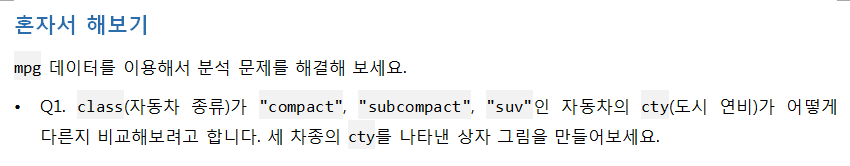 혼자서 해보기
mpg 데이터를 이용해서 분석 문제를 해결해 보세요.
• Q1. class(자동차 종류)가 "compact", "subcompact", "suv"인 자동차의 cty(도시 연비)가 어떻게
다른지 비교해보려고 합니다. 세 차종의 cty를 나타낸 상자 그림을 만들어보세요.